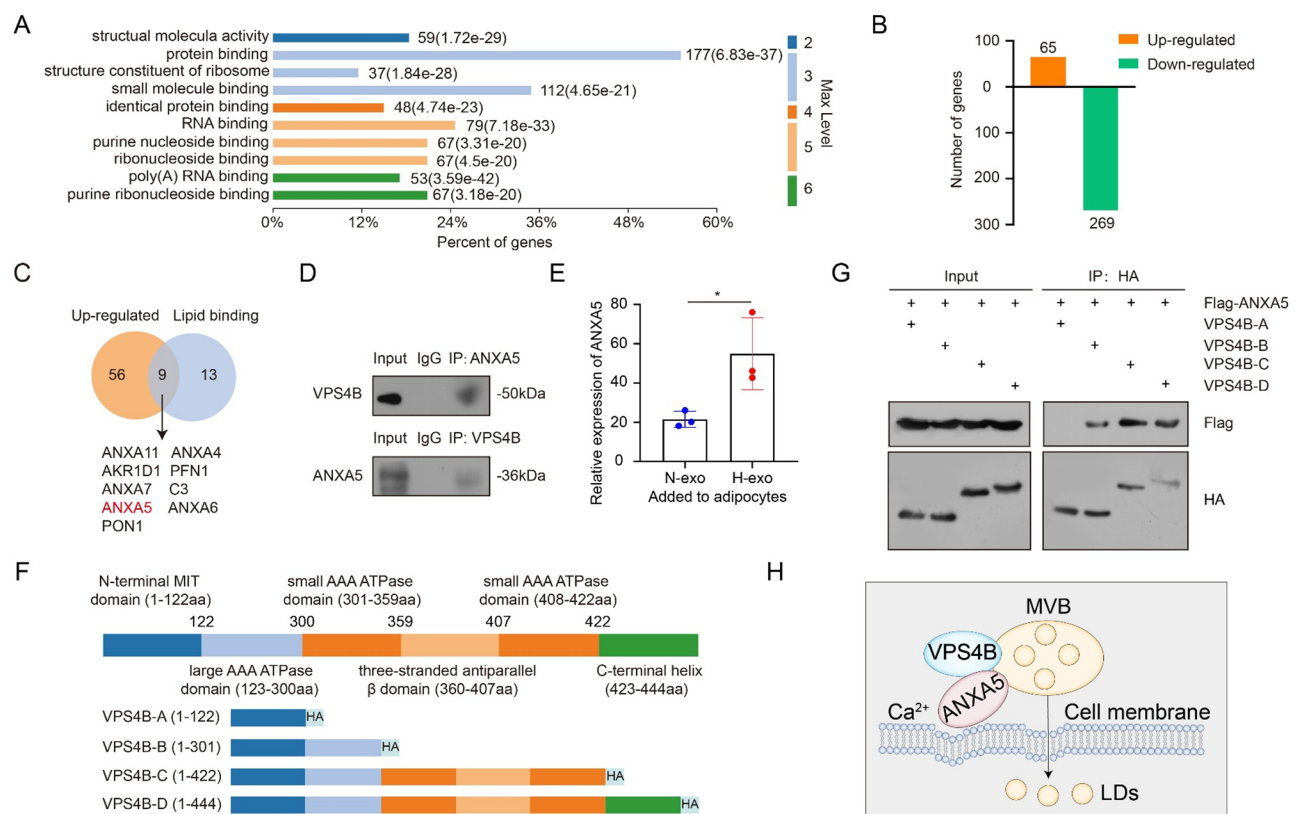 A
structual molecula activity
59(1.72e-29)
protein binding
177(6.83e-37)
structure constituent of ribosome
37(1.84e-28)
small molecule binding
112(4.65e-21)
identical protein binding
48(4.74e-23)
RNA binding
79(7.18e-33)
purine nucleoside binding
67(3.31e-20)
ribonucleoside binding
67(4.5e-20)
poly(A) RNA binding
53(3.59e-42)
purine ribonucleoside binding
67(3.18e-20)
0% 12% 24% 36% 48% 60%
Percent of genes
2
3
4
5
6
Max Level
B
Number of genes
100
0
100
200
300
65
269
Up-regulated
Down-regulated
C
Up-regulated Lipid binding
56 9 13
ANXA11 ANXA4
AKR1D1 PFN1
ANXA7 C3
ANXA5 ANXA6
PON1
D
Input IgG IP: ANXA5
VPS4B -50kDa
Input IgG IP: VPS4B
ANXA5 -36kDa
E
Relative expression of ANXA5
80
60
40
20
0
*
N-exo H-exo
Added to adipocytes
G
Input IP: HA
+ + + + + + + + Flag-ANXA5
+ + VPS4B-A
+ + VPS4B-B
+ + VPS4B-C
+ + VPS4B-D
Flag
HA
F
N-terminal MIT
domain (1-122aa)
small AAA ATPase
domain (301-359aa)
small AAA ATPase
domain (408-422aa)
122 300 359 407 422
large AAA ATPase
domain (123-300aa)
three-stranded antiparallel
β domain (360-407aa)
C-terminal helix
(423-444aa)
VPS4B-A (1-122) HA
VPS4B-B (1-301) HA
VPS4B-C (1-422) HA
VPS4B-D (1-444) HA
H
MVB
VPS4B
ANXA5
Ca2+
Cell membrane
LDs